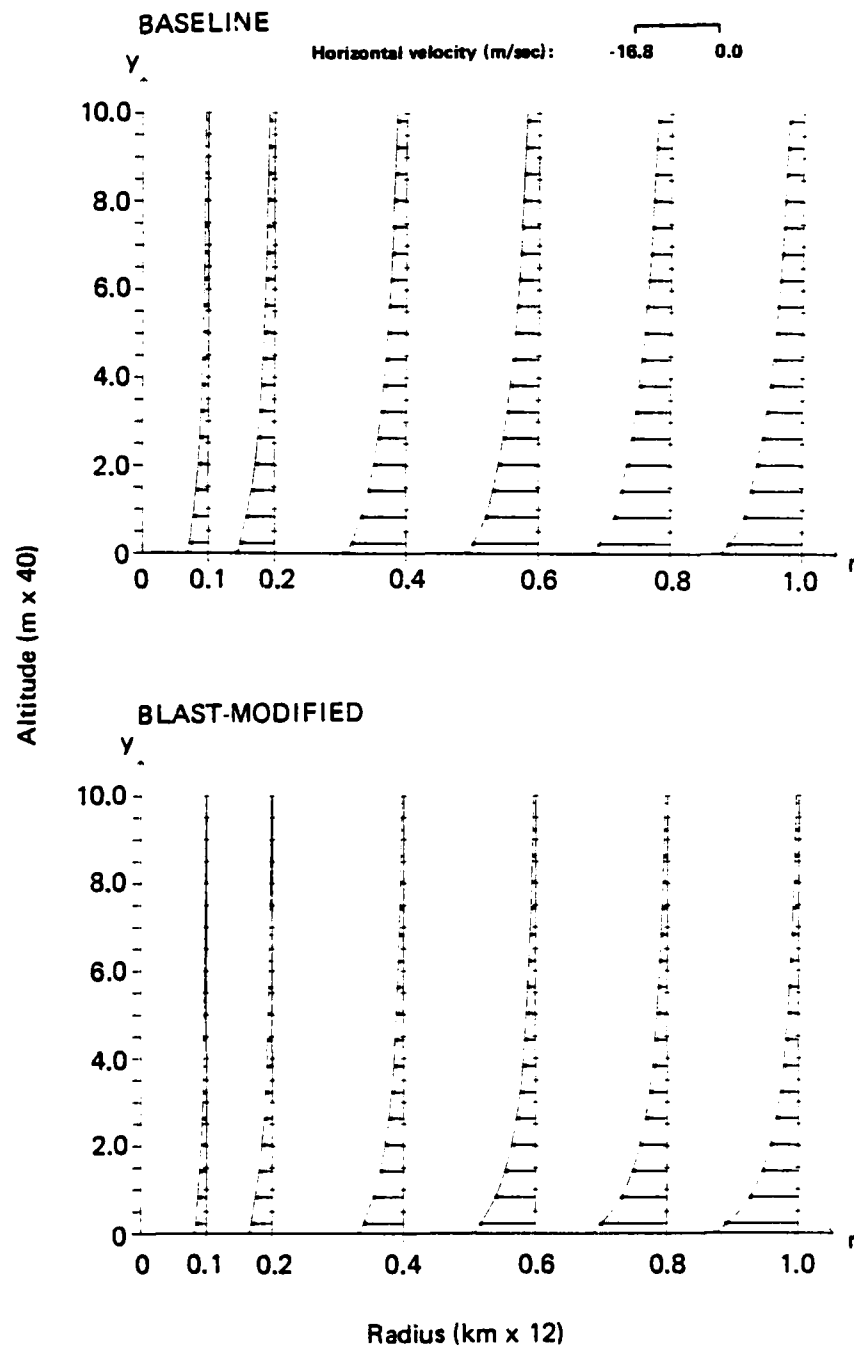 BASELINE
Horizontal velocity (m/sec): -16.8 0.0
y
10.0
8.0
6.0
4.0
2.0
0
0 0.1 0.2 0.4 0.6 0.8 1.0 r
Altitude (m x 40)
BLAST-MODIFIED
y
10.0
8.0
6.0
4.0
2.0
0
0 0.1 0.2 0.4 0.6 0.8 1.0 r
Radius (km x 12)